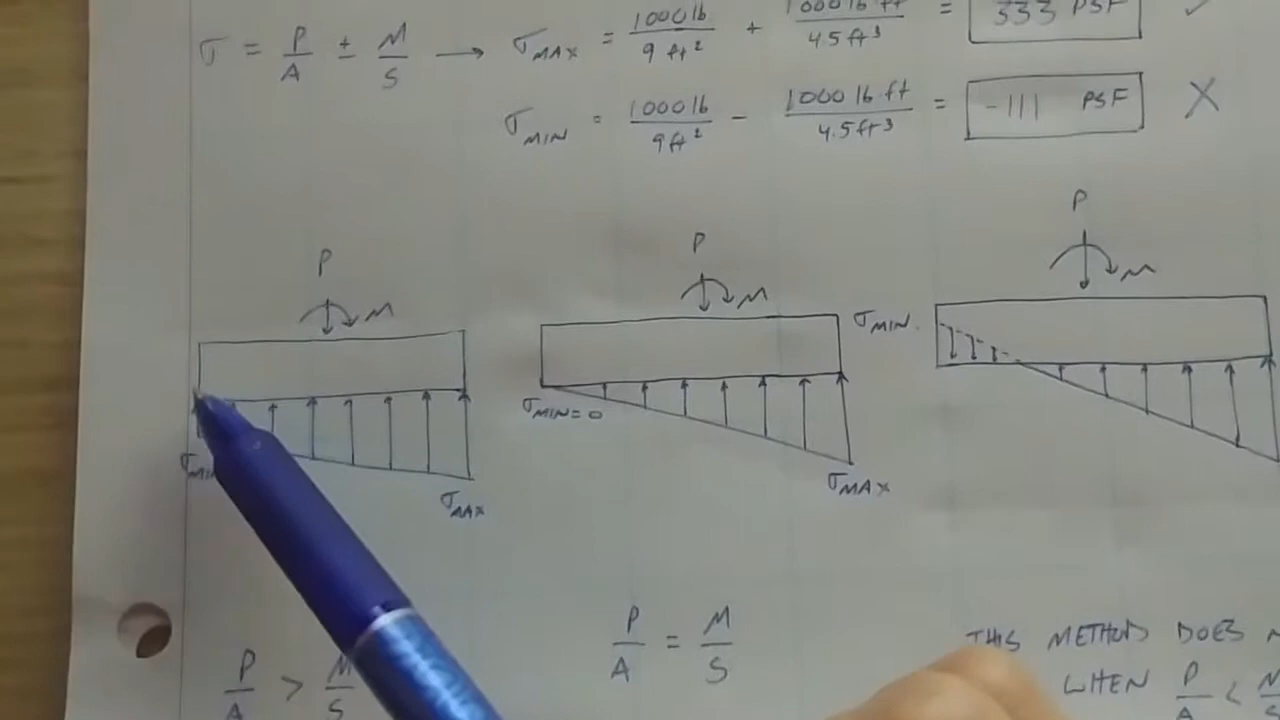 σ = P/A ± M/S → σMAX = 1000 lb/9 ft² + 1000 lb ft/4.5 ft³ = 333 PSF ✓
σMIN = 1000 lb/9 ft² - 1000 lb ft/4.5 ft³ = -111 PSF X
P P P
M M M
σMIN.
σMIN=0
σMAX σMAX
P/A > M/S P/A = M/S
THIS METHOD DOES
WHEN P/A <